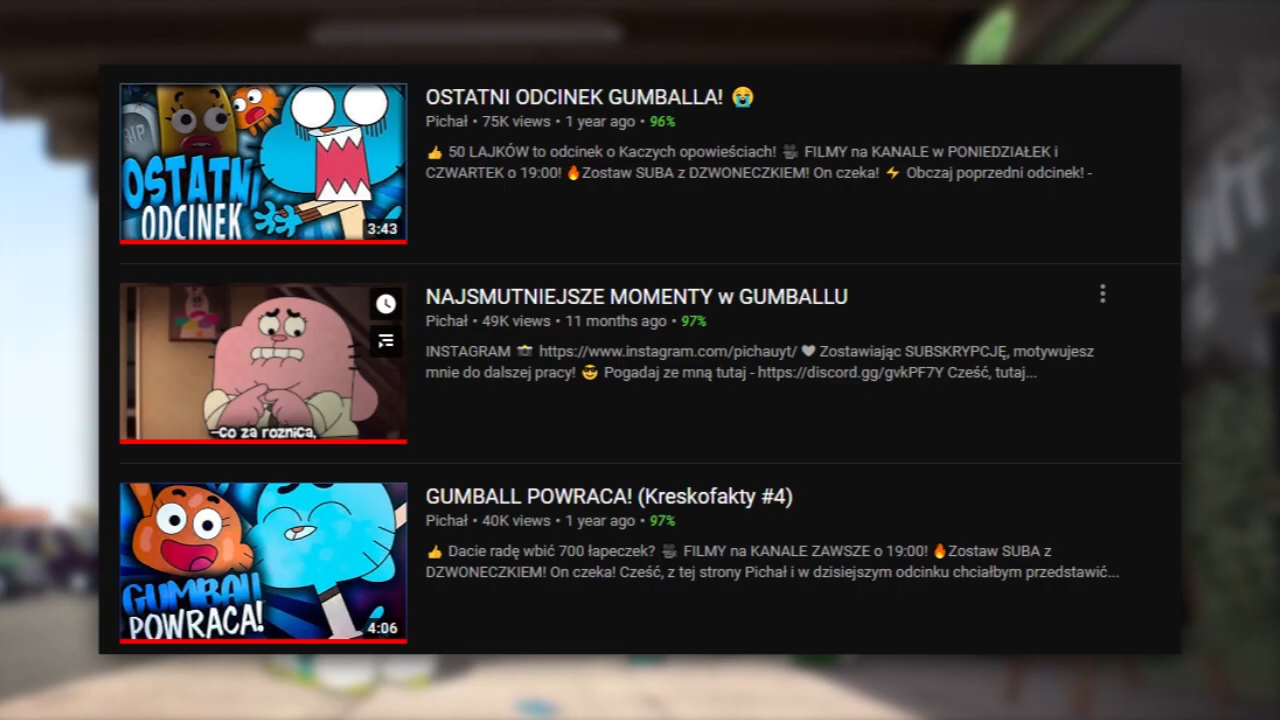 RIP
OSTATNI
ODCINEK
3:43
OSTATNI ODCINEK GUMBALLA! 😭
Pichał • 75K views • 1 year ago • 96%
👍 50 LAJKÓW to odcinek o Kaczych opowieściach! 🎥 FILMY na KANALE w PONIEDZIAŁEK i
CZWARTEK o 19:00! 🔥Zostaw SUBA z DZWONECZKIEM! On czeka! ⚡ Obczaj poprzedni odcinek! -
-Co za roznica,
NAJSMUTNIEJSZE MOMENTY w GUMBALLU
Pichał • 49K views • 11 months ago • 97%
INSTAGRAM 📸 https://www.instagram.com/pichauyt/ 🖤 Zostawiając SUBSKRYPCJĘ, motywujesz
mnie do dalszej pracy! 😎 Pogadaj ze mną tutaj - https://discord.gg/gvkPF7Y Cześć, tutaj...
GUMBALL
POWRACA!
4:06
GUMBALL POWRACA! (Kreskofakty #4)
Pichał • 40K views • 1 year ago • 97%
👍 Dacie radę wbić 700 łapeczek? 🎥 FILMY na KANALE ZAWSZE o 19:00! 🔥Zostaw SUBA z
DZWONECZKIEM! On czeka! Cześć, z tej strony Pichał i w dzisiejszym odcinku chciałbym przedstawić...